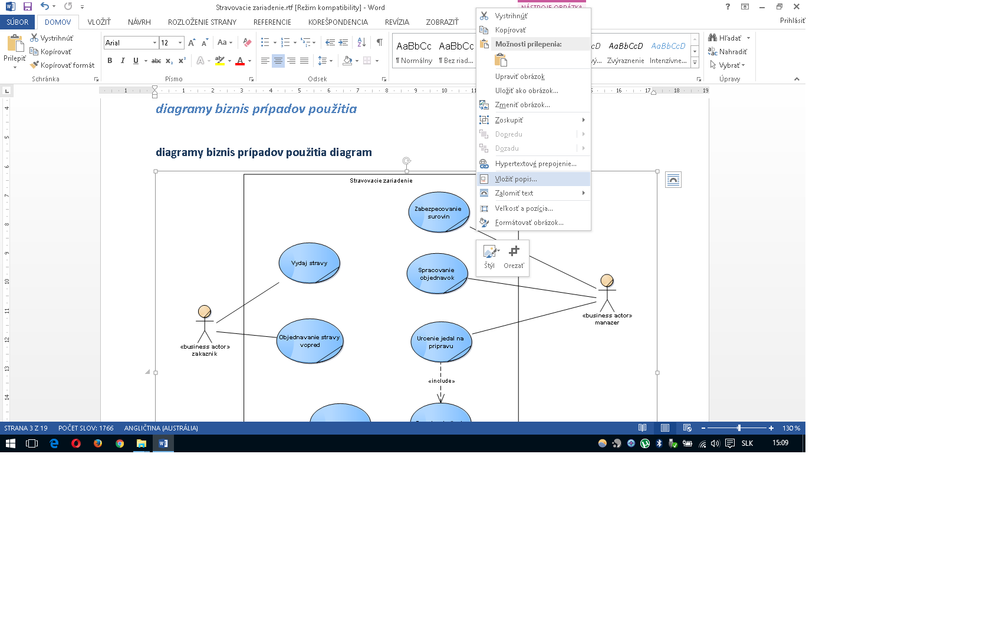 Stravovacie zariadenie.rtf [Režim kompatibility] - Word
NÁSTROJE OBRÁZKA
SÚBOR DOMOV VLOŽIŤ NÁVRH ROZLOŽENIE STRANY REFERENCIE KOREŠPONDENCIA REVÍZIA ZOBRAZIŤ
Prihlásiť
Prilepiť
Vystrihnúť
Kopírovať
Kopírovať formát
Schránka
Arial 12
Písmo
Odsek
AaBbCc AaBbCc AaBbCcD AaBbCcD
¶ Normálny ¶ Bez riad... Zvýraznenie Intenzívne...
Hľadať
Nahradiť
Vybrať
Úpravy
Vystrihnúť
Kopírovať
Možnosti prilepenia:
Upraviť obrázok
Uložiť ako obrázok...
Zmeniť obrázok...
Zoskupiť
Dopredu
Dozadu
Hypertextové prepojenie...
Vložiť popis...
Zalomiť text
Veľkosť a pozícia...
Formátovať obrázok...
Štýl Orezať
1 1 2 3 4 5 6 7 8 9 10 11 16 17 18 19
4
5
6
7
8
9
10
11
12
13
14
diagramy biznis prípadov použitia
diagramy biznis prípadov použitia diagram
Stravovacie zariadenie
Zabezpecovanie
surovin
Vydaj stravy
Spracovanie
objednavok
«business actor»
manazer
Objednavanie stravy
vopred
Urcenie jedal na
pripravu
«business actor»
zakaznik
«include»
STRANA 3 Z 19 POČET SLOV: 1766 ANGLIČTINA (AUSTRÁLIA)
130 %
SLK 15:09